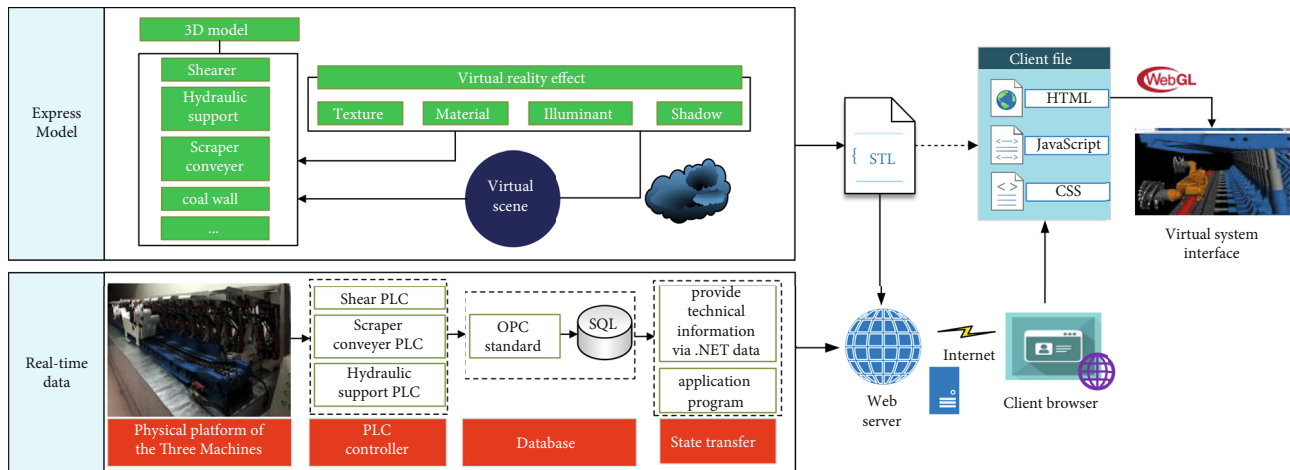 Express
Model
3D model
Shearer
Hydraulic
support
Scraper
conveyer
coal wall
...
Virtual reality effect
Texture
Material
Illuminant
Shadow
Virtual
scene
{ STL
Client file
HTML
JavaScript
CSS
WebGL
Virtual system
interface
Real-time
data
Physical platform of
the Three Machines
Shear PLC
Scraper
conveyer PLC
Hydraulic
support PLC
PLC
controller
OPC
standard
SQL
Database
provide
technical
information
via .NET data
application
program
State transfer
Web
server
Internet
Client browser